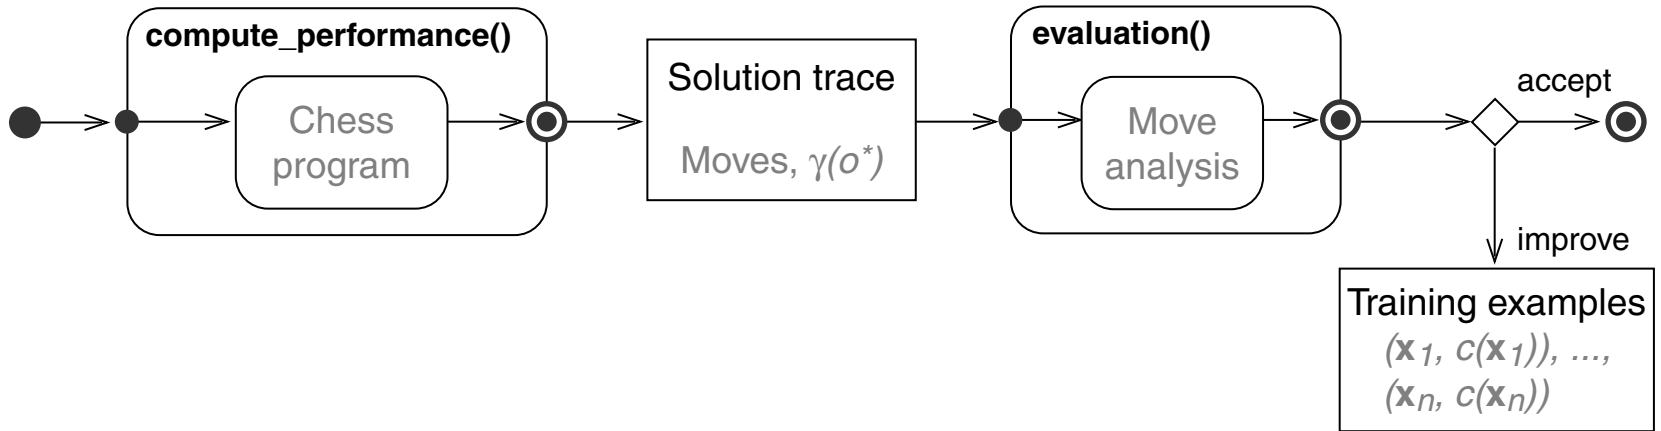 compute_performance()
Chess
program
Solution trace
Moves, γ(o*)
evaluation()
Move
analysis
accept
improve
Training examples
(x1, c(x1)), ...,
(xn, c(xn))